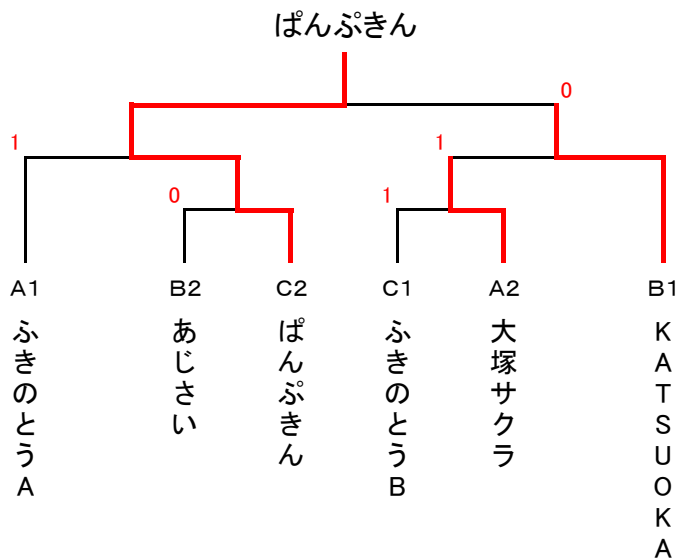 ぱんぷきん
0
1
1
0
1
A1
B2
C2
C1
A2
B1
ふきのとうA
あじさい
ぱんぷきん
ふきのとうB
大塚サクラ
KATSUOKA